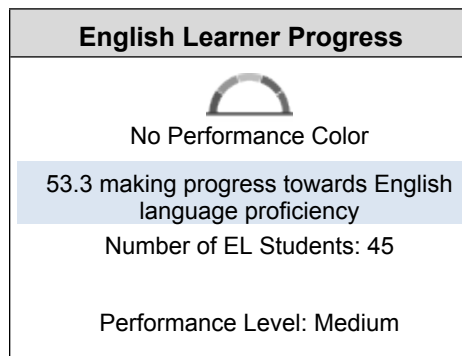 English Learner Progress
No Performance Color
53.3 making progress towards English
language proficiency
Number of EL Students: 45
Performance Level: Medium